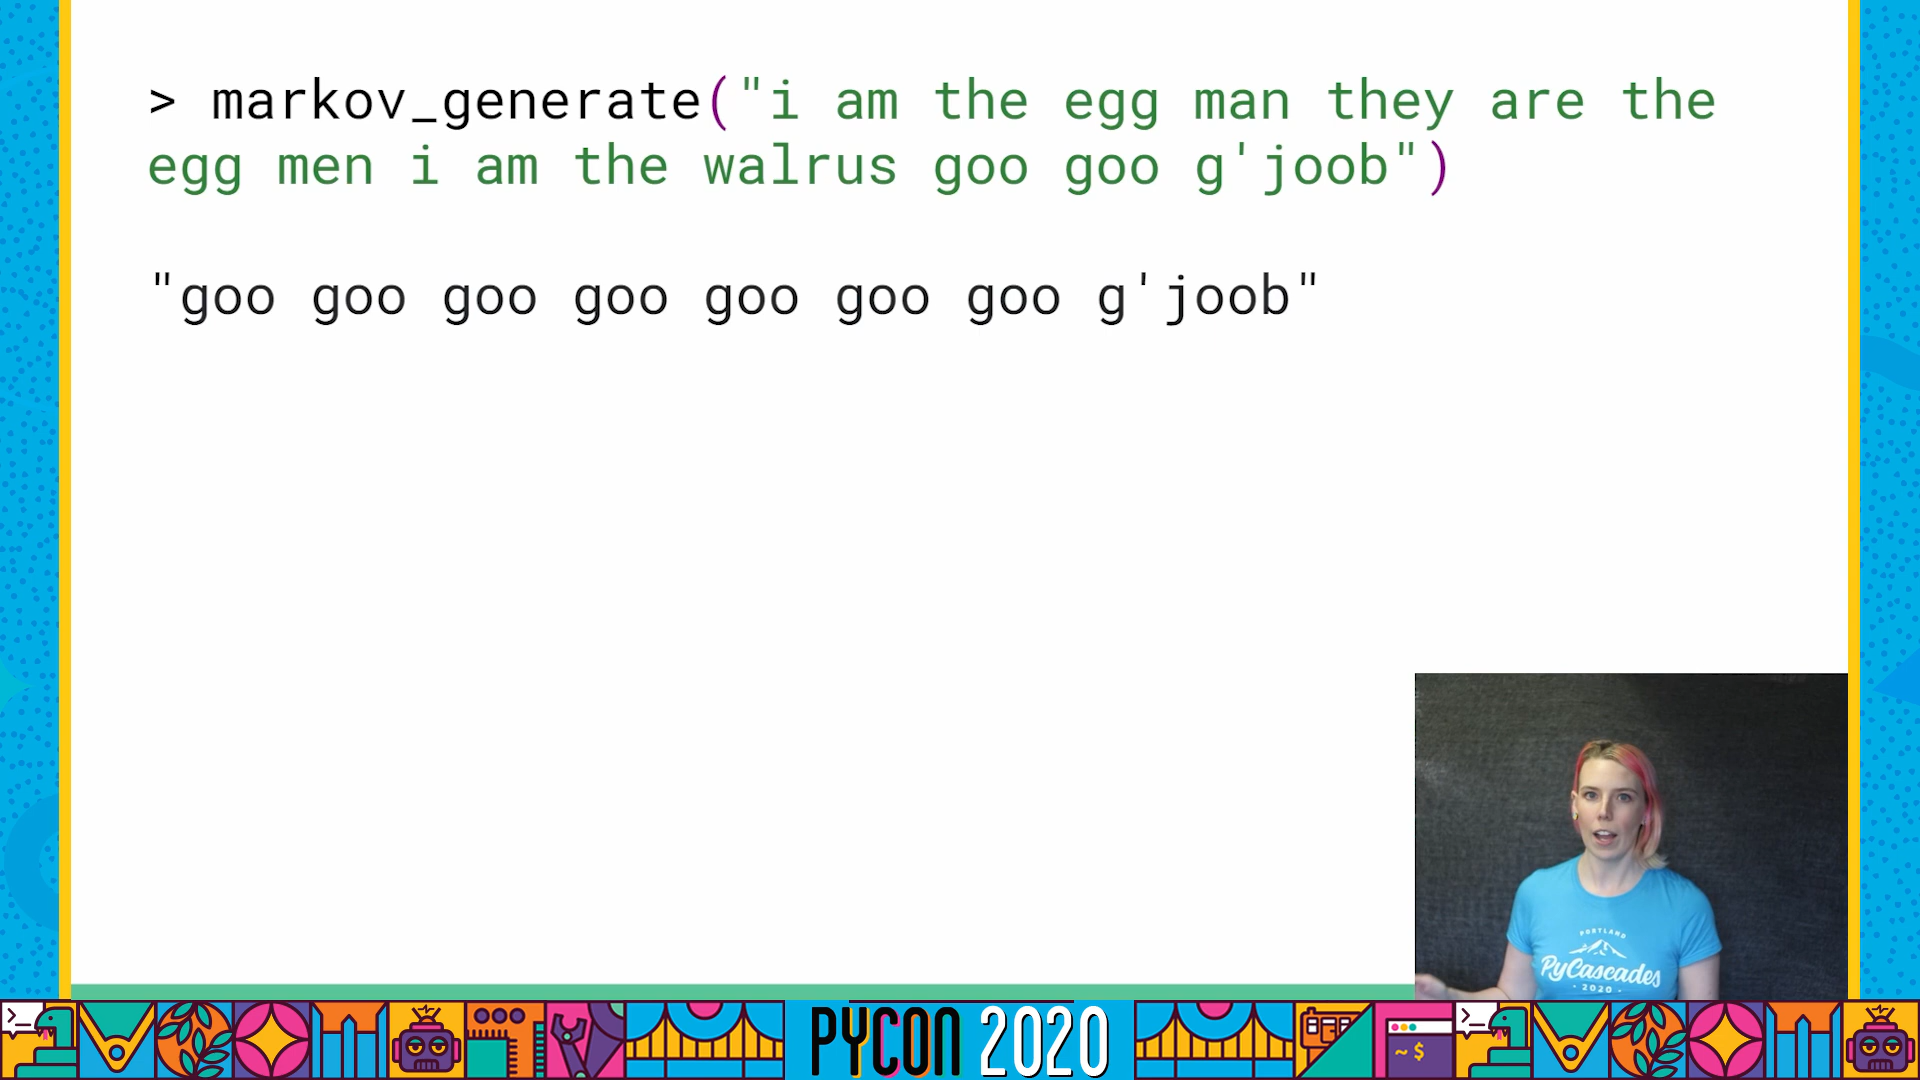 > markov_generate("i am the egg man they are the
egg men i am the walrus goo goo g'joob")
"goo goo goo goo goo goo goo g'joob"
PORTLAND
PyCascades
· 2020 ·
~ $
PYCON 2020